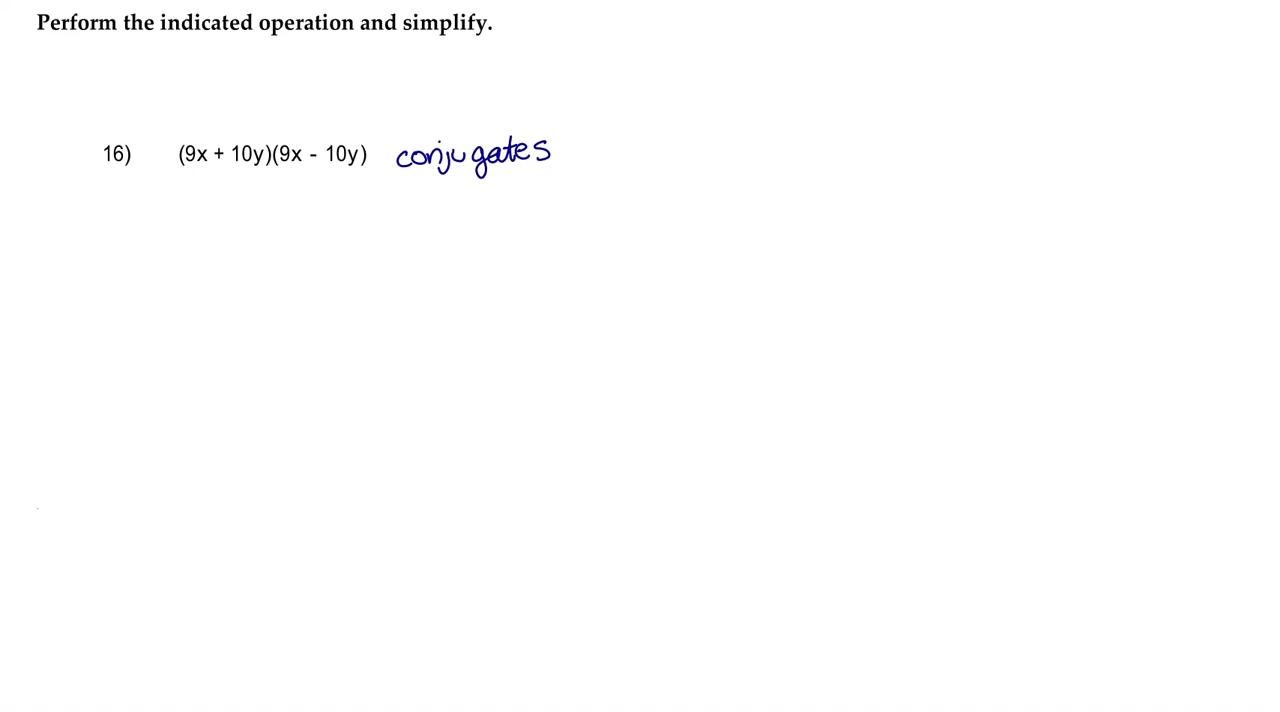 Perform the indicated operation and simplify.
16) (9x + 10y)(9x - 10y) conjugates